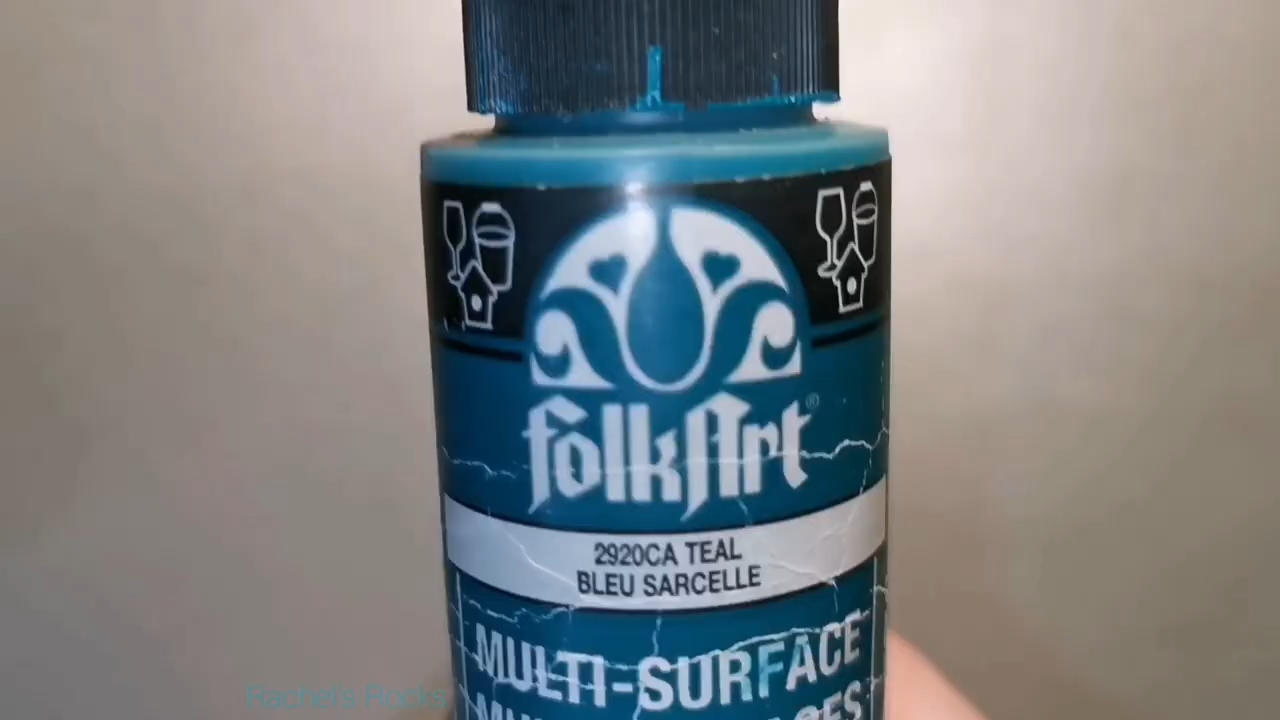 folkArt®
2920CA TEAL
BLEU SARCELLE
MULTI-SURFACE
Rachel's Rocks